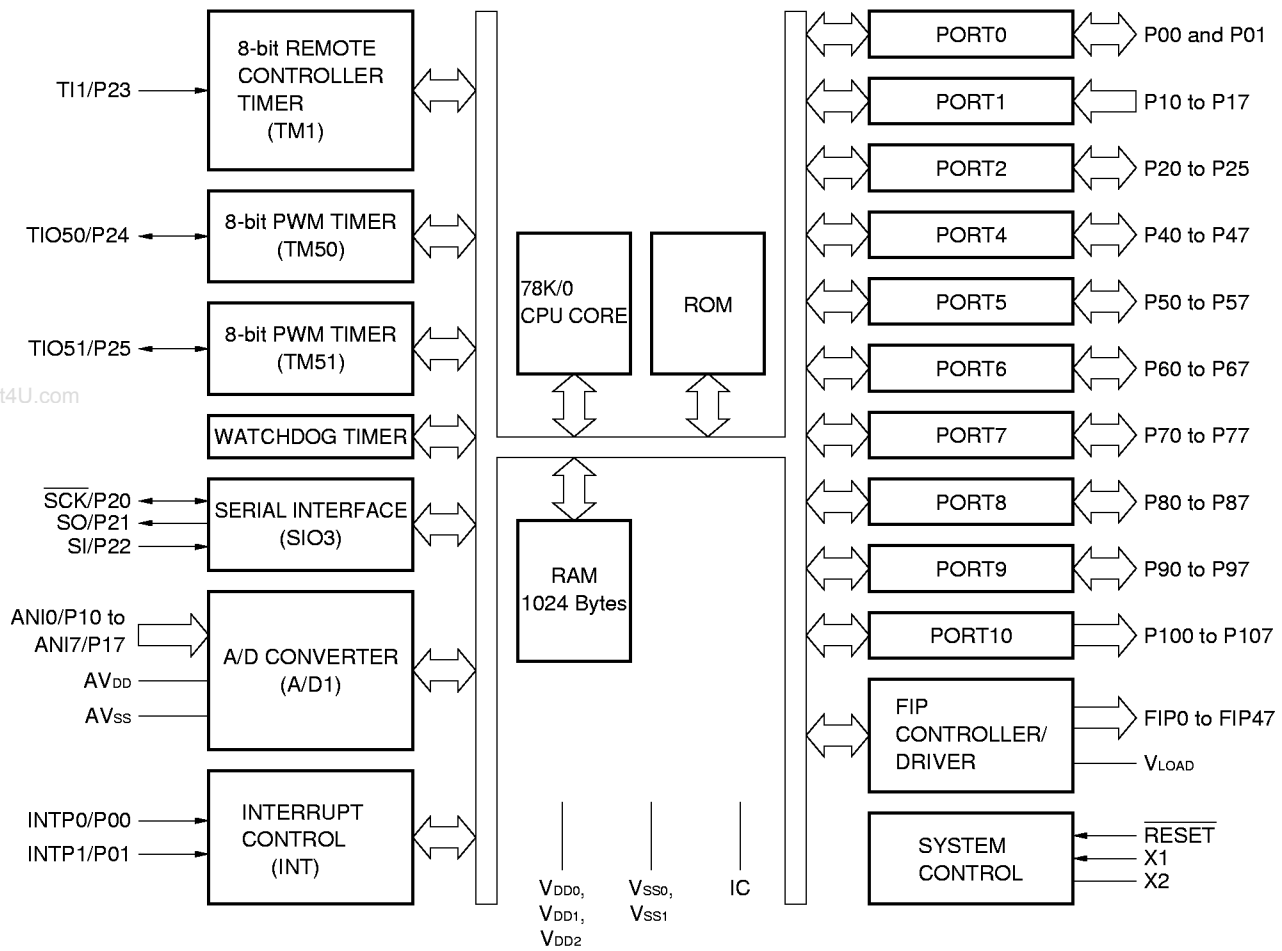 TI1/P23
8-bit REMOTE
CONTROLLER
TIMER
(TM1)
TIO50/P24
8-bit PWM TIMER
(TM50)
TIO51/P25
8-bit PWM TIMER
(TM51)
t4U.com
WATCHDOG TIMER
SCK/P20
SO/P21
SI/P22
SERIAL INTERFACE
(SIO3)
ANI0/P10 to
ANI7/P17
AVDD
AVSS
A/D CONVERTER
(A/D1)
INTP0/P00
INTP1/P01
INTERRUPT
CONTROL
(INT)
78K/0
CPU CORE
ROM
RAM
1024 Bytes
VDD0,
VDD1,
VDD2
VSS0,
VSS1
IC
PORT0
P00 and P01
PORT1
P10 to P17
PORT2
P20 to P25
PORT4
P40 to P47
PORT5
P50 to P57
PORT6
P60 to P67
PORT7
P70 to P77
PORT8
P80 to P87
PORT9
P90 to P97
PORT10
P100 to P107
FIP
CONTROLLER/
DRIVER
FIP0 to FIP47
VLOAD
SYSTEM
CONTROL
RESET
X1
X2